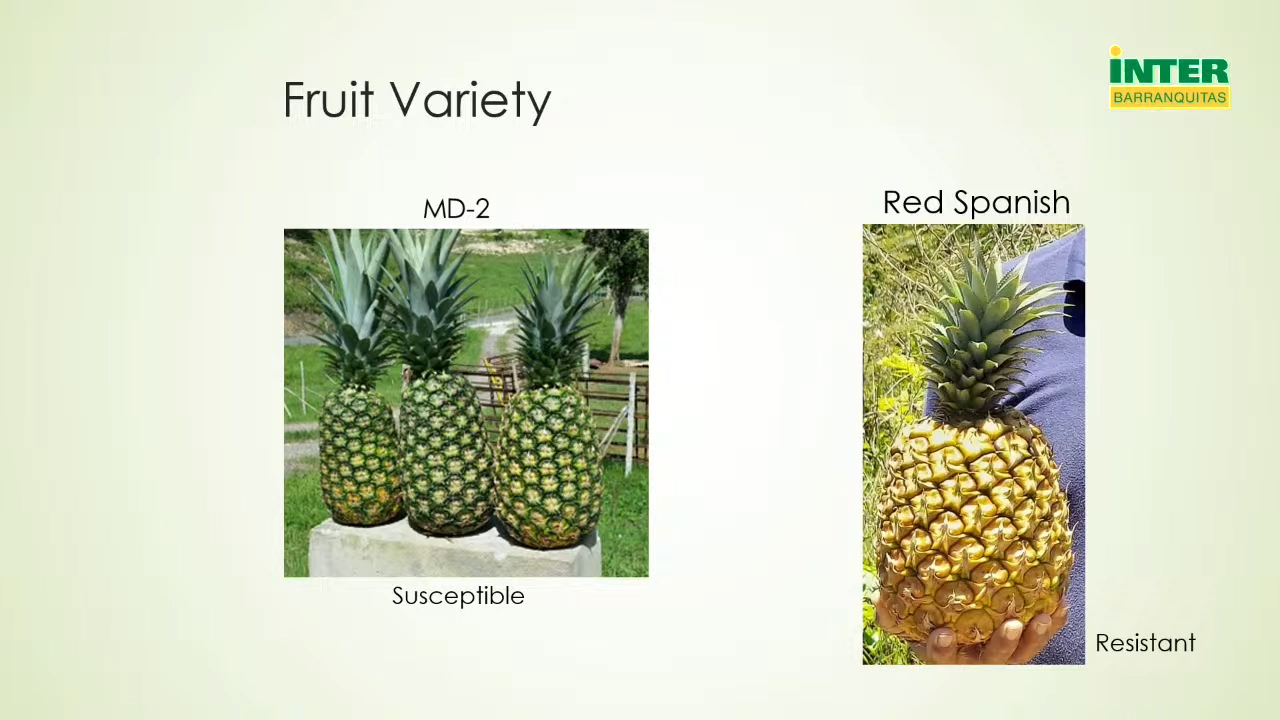 Fruit Variety
iNTER
BARRANQUITAS
MD-2
Red Spanish
Susceptible
Resistant